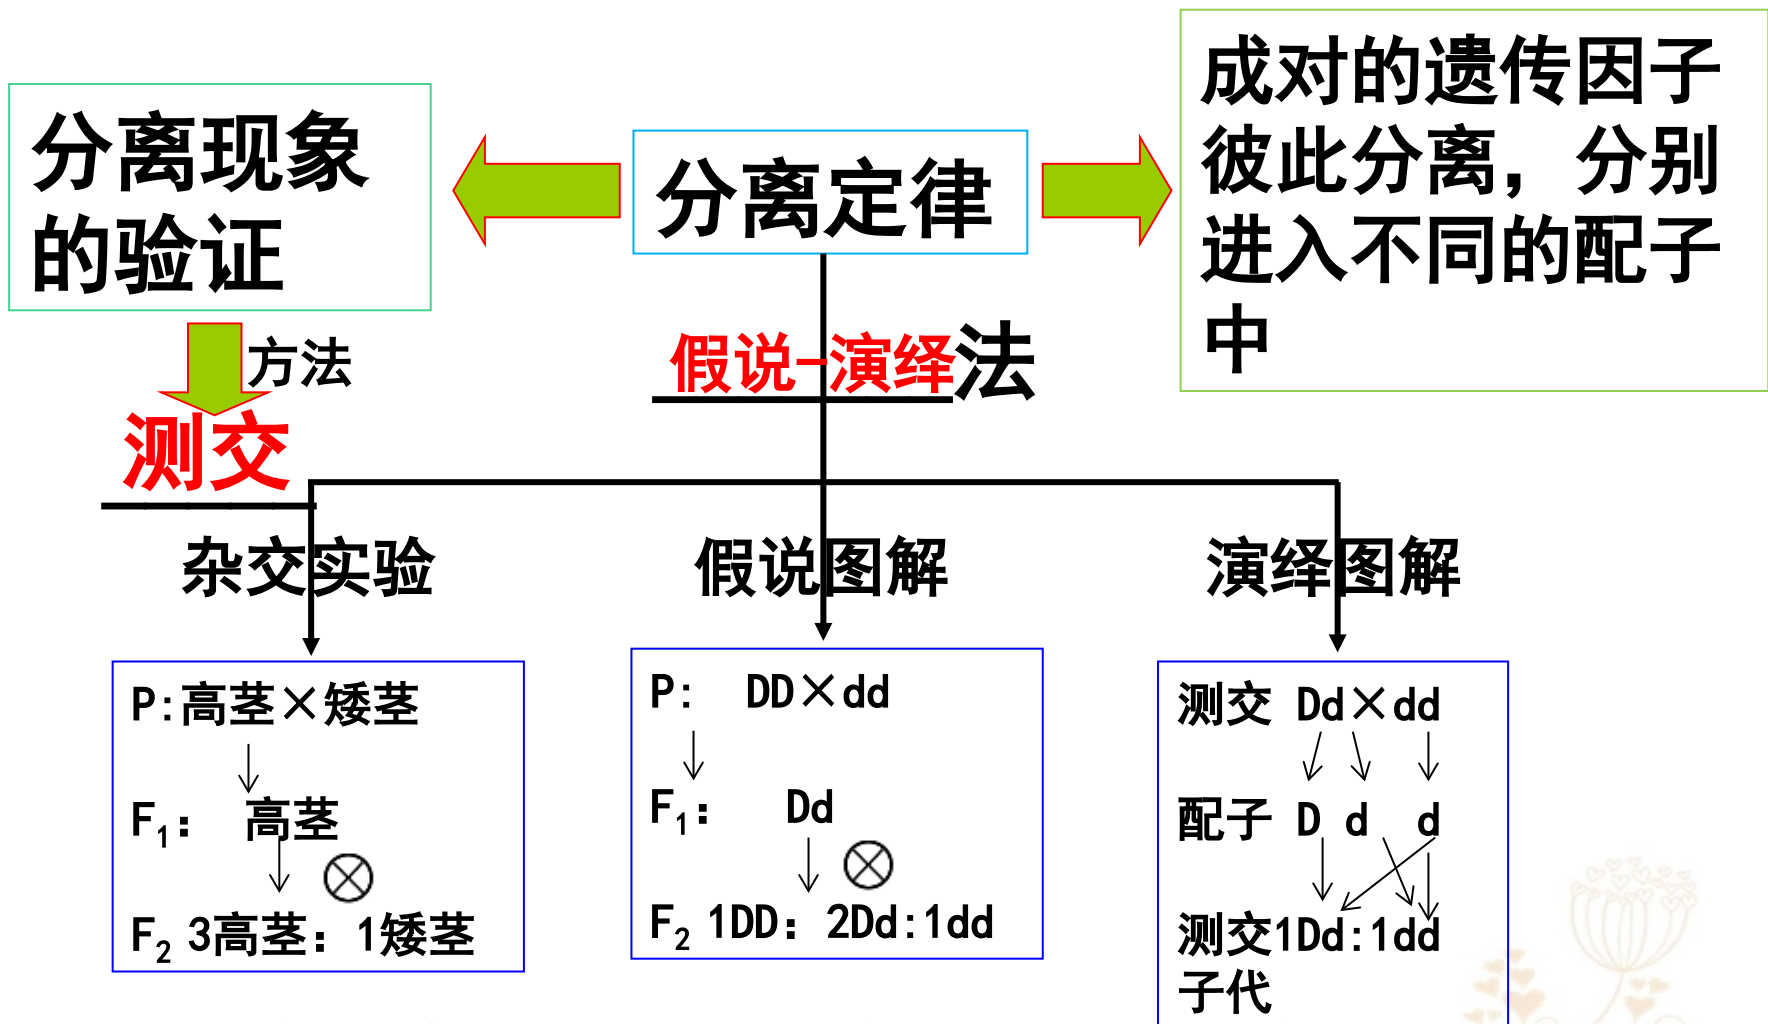 分离现象
的验证
分离定律
成对的遗传因子
彼此分离，分别
进入不同的配子
中
方法
测交
假说-演绎法
杂交实验
假说图解
演绎图解
P:高茎×矮茎
F₁： 高茎
F₂ 3高茎：1矮茎
P: DD×dd
F₁： Dd
F₂ 1DD：2Dd:1dd
测交 Dd×dd
配子 D d d
测交1Dd:1dd
子代